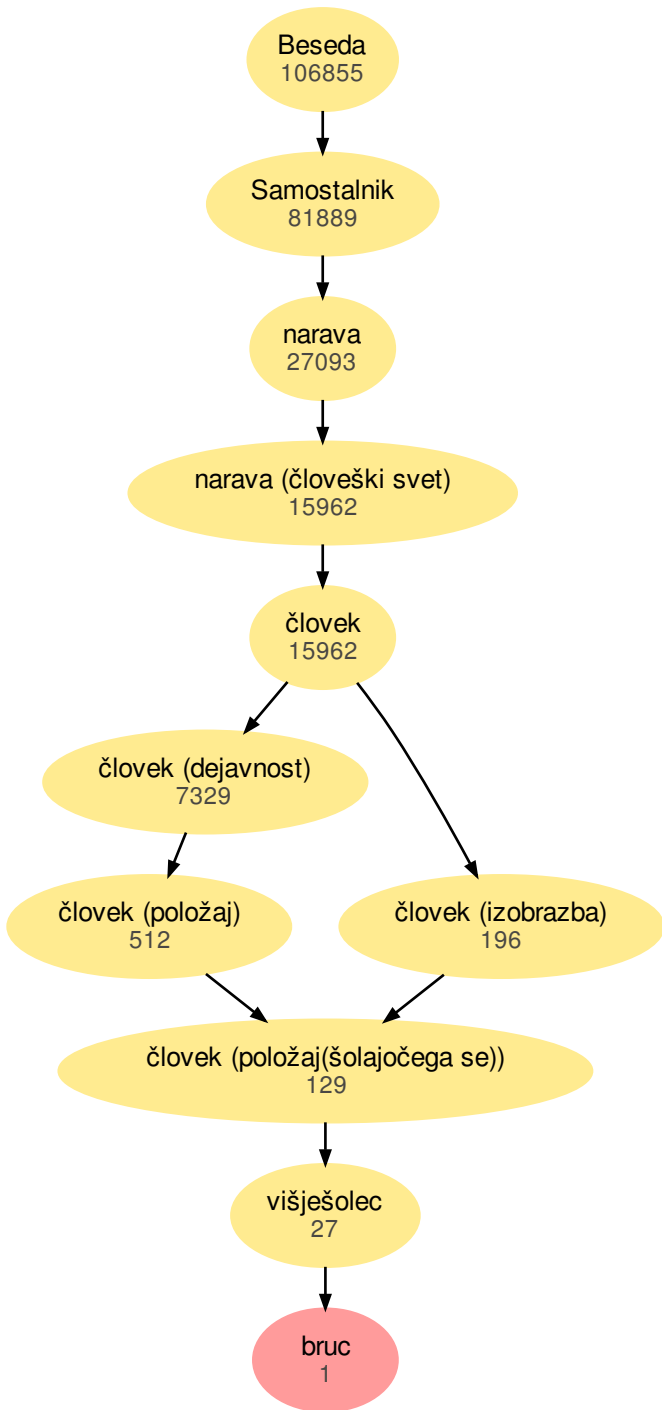 Beseda
106855
Samostalnik
81889
narava
27093
narava (človeški svet)
15962
človek
15962
človek (dejavnost)
7329
človek (položaj)
512
človek (izobrazba)
196
človek (položaj(šolajočega se))
129
višješolec
27
bruc
1